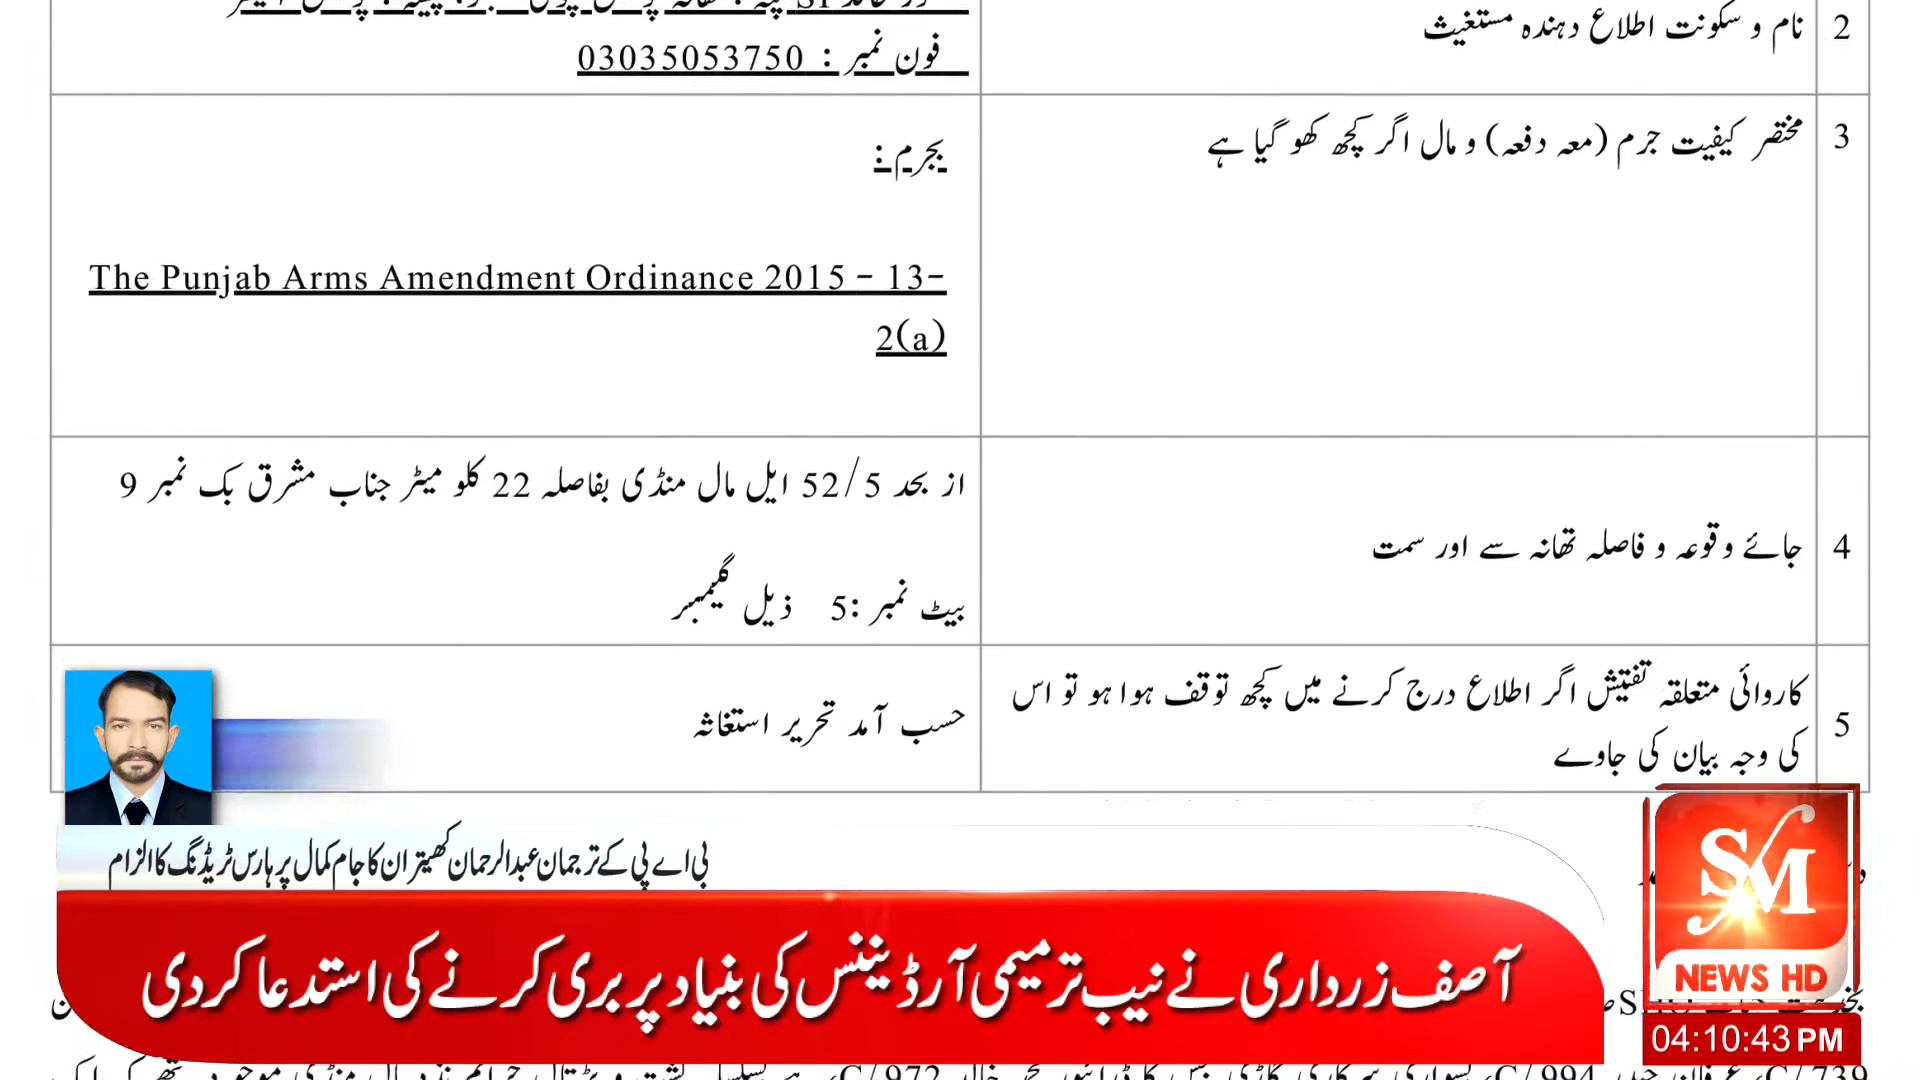 2 نام و سکونت اطلاع دہندہ مستغیث
فون نمبر : 03035053750
3 مختصر کیفیت جرم (معہ دفعہ) و مال اگر کچھ کھو گیا ہے
بجرم :
The Punjab Arms Amendment Ordinance 2015 - 13-
2(a)
4 جائے وقوعہ و فاصلہ تھانہ سے اور سمت
از بحد 52/5 ایل مال منڈی بفاصلہ 22 کلو میٹر جناب مشرق بک نمبر 9
بیٹ نمبر :5 ذیل گیمبر
5 کاروائی متعلقہ تفتیش اگر اطلاع درج کرنے میں کچھ توقف ہوا ہو تو اس
کی وجہ بیان کی جاوے
حسب آمد تحریر استغاثہ
بی اے پی کے ترجمان عبدالرحمان کھیتران کا جام کمال پر ہارس ٹریڈنگ کا الزام
آصف زرداری نے نیب ترمیمی آرڈیننس کی بنیاد پر بری کرنے کی استدعا کردی
SM
NEWS HD
04:10:43 PM